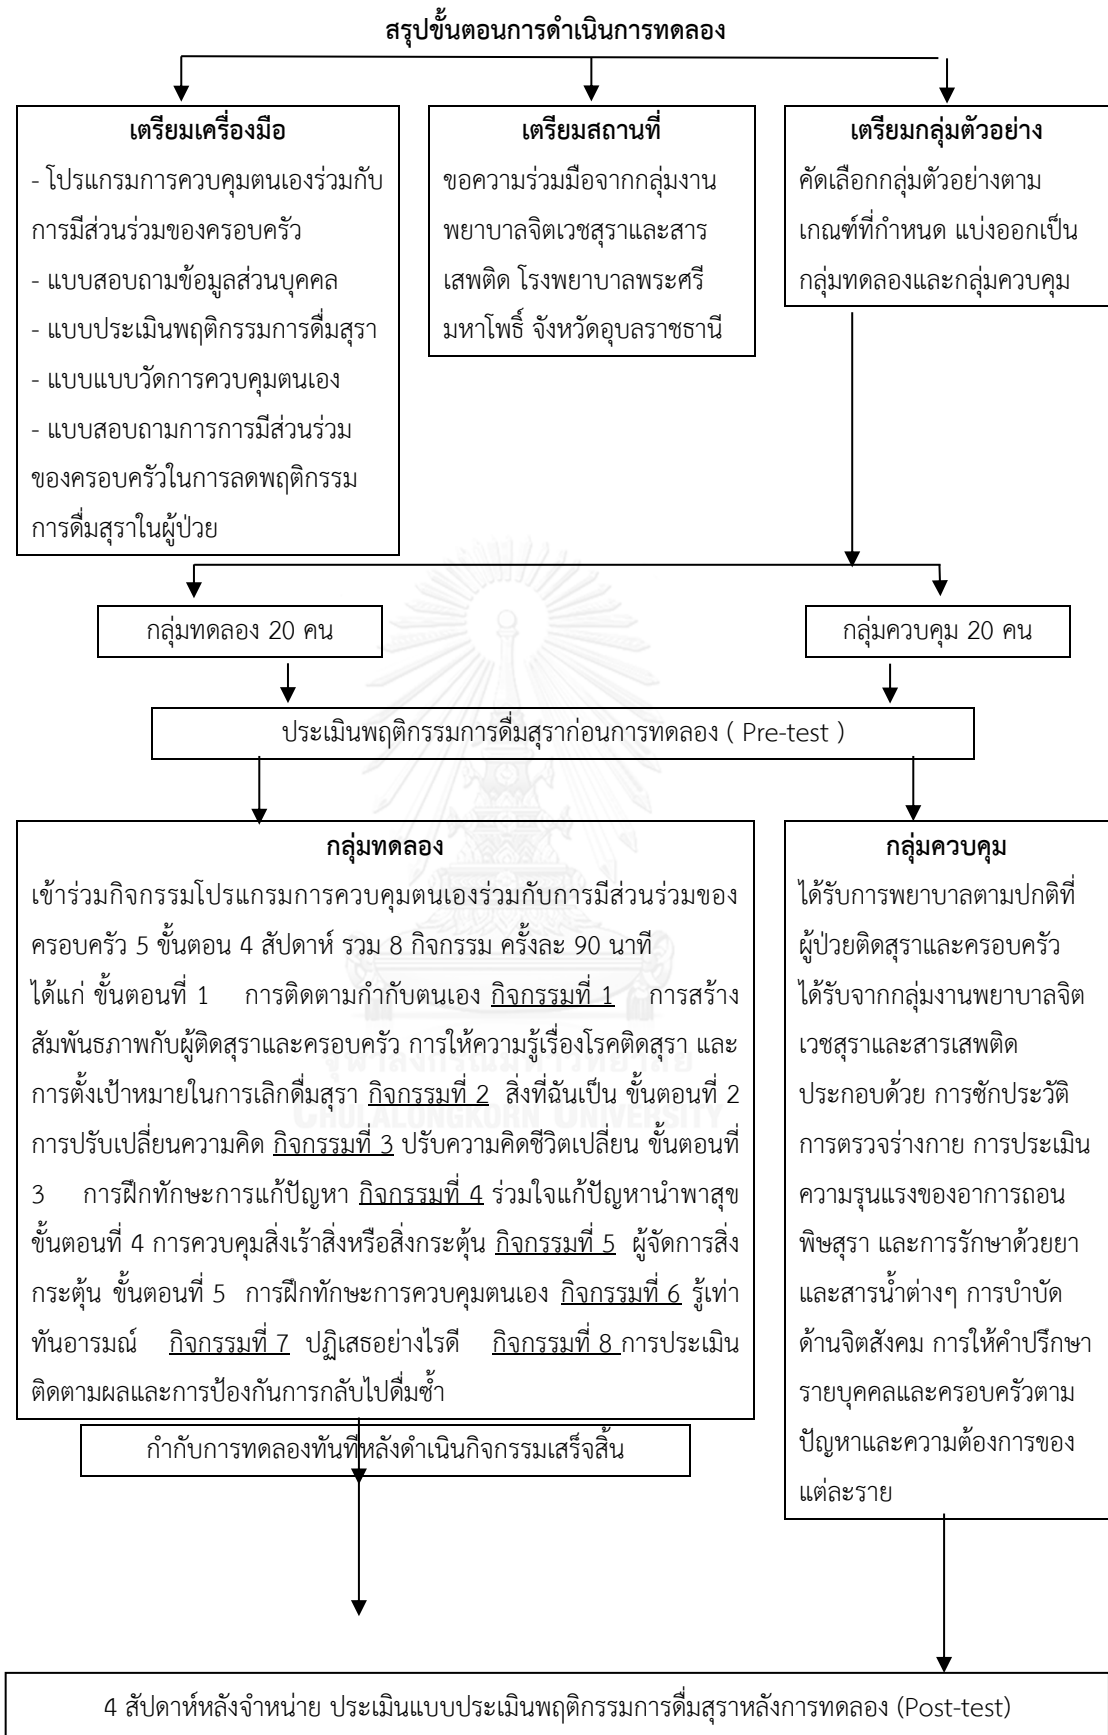 สรุปขั้นตอนการดำเนินการทดลอง
เตรียมเครื่องมือ
- โปรแกรมการควบคุมตนเองร่วมกับ
การมีส่วนร่วมของครอบครัว
- แบบสอบถามข้อมูลส่วนบุคคล
- แบบประเมินพฤติกรรมการดื่มสุรา
- แบบแบบวัดการควบคุมตนเอง
- แบบสอบถามการการมีส่วนร่วม
ของครอบครัวในการลดพฤติกรรม
การดื่มสุราในผู้ป่วย
เตรียมสถานที่
ขอความร่วมมือจากกลุ่มงาน
พยาบาลจิตเวชสุราและสาร
เสพติด โรงพยาบาลพระศรี
มหาโพธิ์ จังหวัดอุบลราชธานี
เตรียมกลุ่มตัวอย่าง
คัดเลือกกลุ่มตัวอย่างตาม
เกณฑ์ที่กำหนด แบ่งออกเป็น
กลุ่มทดลองและกลุ่มควบคุม
กลุ่มทดลอง 20 คน
กลุ่มควบคุม 20 คน
ประเมินพฤติกรรมการดื่มสุราก่อนการทดลอง ( Pre-test )
กลุ่มทดลอง
เข้าร่วมกิจกรรมโปรแกรมการควบคุมตนเองร่วมกับการมีส่วนร่วมของ
ครอบครัว 5 ขั้นตอน 4 สัปดาห์ รวม 8 กิจกรรม ครั้งละ 90 นาที
ได้แก่ ขั้นตอนที่ 1 การติดตามกำกับตนเอง กิจกรรมที่ 1 การสร้าง
สัมพันธภาพกับผู้ติดสุราและครอบครัว การให้ความรู้เรื่องโรคติดสุรา และ
การตั้งเป้าหมายในการเลิกดื่มสุรา กิจกรรมที่ 2 สิ่งที่ฉันเป็น ขั้นตอนที่ 2
การปรับเปลี่ยนความคิด กิจกรรมที่ 3 ปรับความคิดชีวิตเปลี่ยน ขั้นตอนที่
3 การฝึกทักษะการแก้ปัญหา กิจกรรมที่ 4 ร่วมใจแก้ปัญหานำพาสุข
ขั้นตอนที่ 4 การควบคุมสิ่งเร้าสิ่งหรือสิ่งกระตุ้น กิจกรรมที่ 5 ผู้จัดการสิ่ง
กระตุ้น ขั้นตอนที่ 5 การฝึกทักษะการควบคุมตนเอง กิจกรรมที่ 6 รู้เท่า
ทันอารมณ์ กิจกรรมที่ 7 ปฏิเสธอย่างไรดี กิจกรรมที่ 8 การประเมิน
ติดตามผลและการป้องกันการกลับไปดื่มซ้ำ
กลุ่มควบคุม
ได้รับการพยาบาลตามปกติที่
ผู้ป่วยติดสุราและครอบครัว
ได้รับจากกลุ่มงานพยาบาลจิต
เวชสุราและสารเสพติด
ประกอบด้วย การซักประวัติ
การตรวจร่างกาย การประเมิน
ความรุนแรงของอาการถอน
พิษสุรา และการรักษาด้วยยา
และสารน้ำต่างๆ การบำบัด
ด้านจิตสังคม การให้คำปรึกษา
รายบุคคลและครอบครัวตาม
ปัญหาและความต้องการของ
แต่ละราย
จุฬาลงกรณ์มหาวิทยาลัย
CHULALONGKORN UNIVERSITY
กำกับการทดลองทันทีหลังดำเนินกิจกรรมเสร็จสิ้น
4 สัปดาห์หลังจำหน่าย ประเมินแบบประเมินพฤติกรรมการดื่มสุราหลังการทดลอง (Post-test)